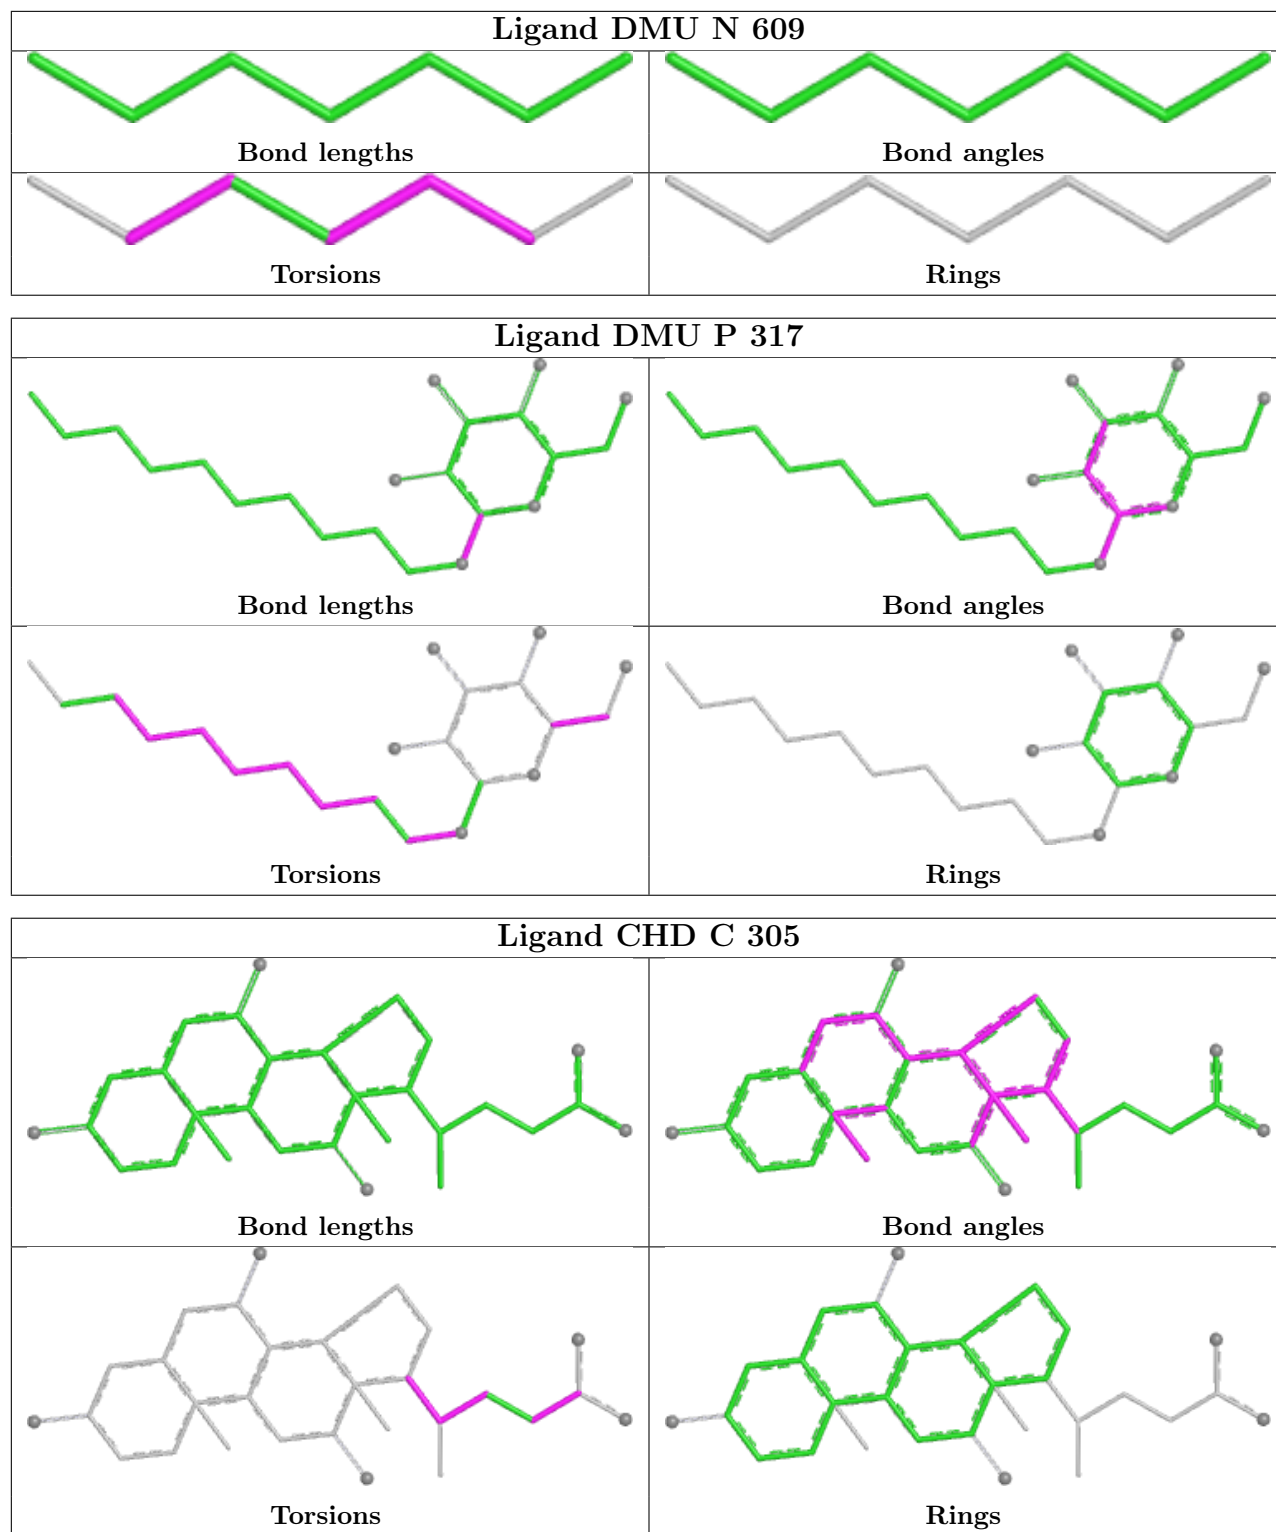 Ligand DMU N 609
Bond lengths
Bond angles
Torsions
Rings
Ligand DMU P 317
Bond lengths
Bond angles
Torsions
Rings
Ligand CHD C 305
Bond lengths
Bond angles
Torsions
Rings